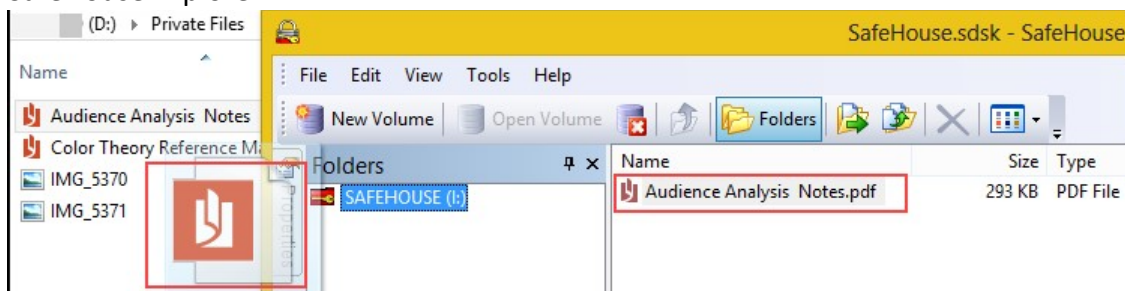 (D:) ▸ Private Files
Name
Audience Analysis Notes
Color Theory Reference
IMG_5370
IMG_5371
SafeHouse.sdsk - SafeHouse
File Edit View Tools Help
New Volume Open Volume Folders
Folders
SAFEHOUSE (I:)
Properties
Name Size Type
Audience Analysis Notes.pdf 293 KB PDF File